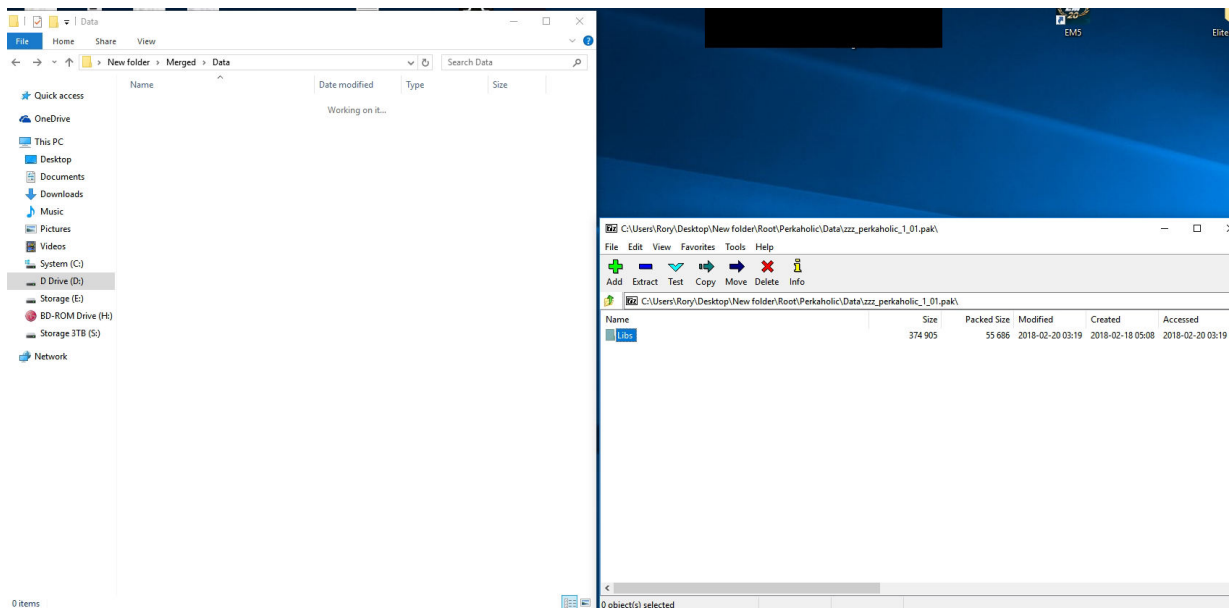 Data
File Home Share View
New folder > Merged > Data
Search Data
Name Date modified Type Size
Working on it...
Quick access
OneDrive
This PC
Desktop
Documents
Downloads
Music
Pictures
Videos
System (C:)
D Drive (D:)
Storage (E:)
BD-ROM Drive (H:)
Storage 3TB (S:)
Network
0 items
EM5
Elite
C:\Users\Rory\Desktop\New folder\Root\Perkaholic\Data\zzz_perkaholic_1_01.pak\
File Edit View Favorites Tools Help
Add Extract Test Copy Move Delete Info
C:\Users\Rory\Desktop\New folder\Root\Perkaholic\Data\zzz_perkaholic_1_01.pak\
Name Size Packed Size Modified Created Accessed
Libs 374 905 55 686 2018-02-20 03:19 2018-02-18 05:08 2018-02-20 03:19
0 object(s) selected